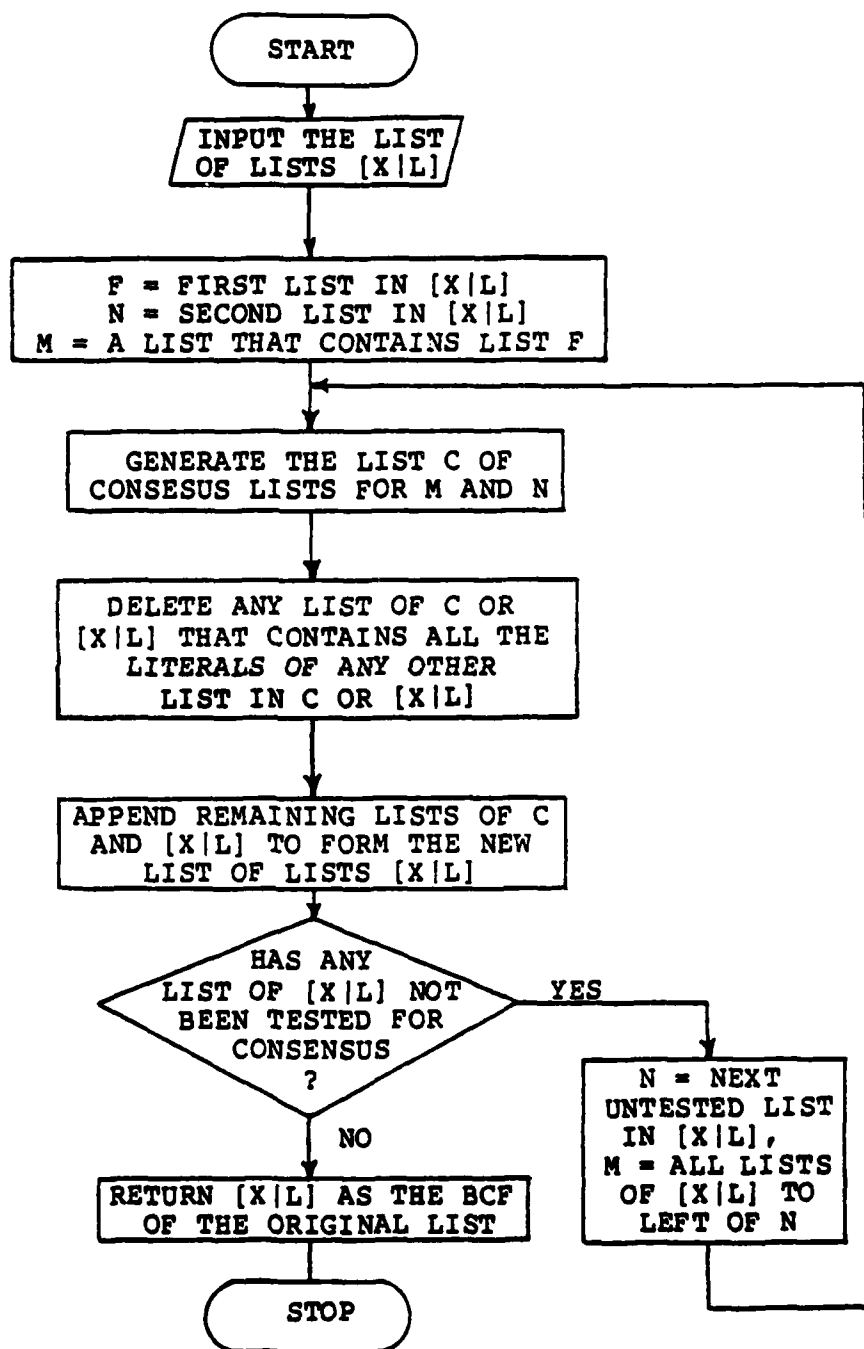 START
INPUT THE LIST
OF LISTS [X|L]
F = FIRST LIST IN [X|L]
N = SECOND LIST IN [X|L]
M = A LIST THAT CONTAINS LIST F
GENERATE THE LIST C OF
CONSESUS LISTS FOR M AND N
DELETE ANY LIST OF C OR
[X|L] THAT CONTAINS ALL THE
LITERALS OF ANY OTHER
LIST IN C OR [X|L]
APPEND REMAINING LISTS OF C
AND [X|L] TO FORM THE NEW
LIST OF LISTS [X|L]
HAS ANY
LIST OF [X|L] NOT
BEEN TESTED FOR
CONSENSUS
?
YES
N = NEXT
UNTESTED LIST
IN [X|L],
M = ALL LISTS
OF [X|L] TO
LEFT OF N
NO
RETURN [X|L] AS THE BCF
OF THE ORIGINAL LIST
STOP